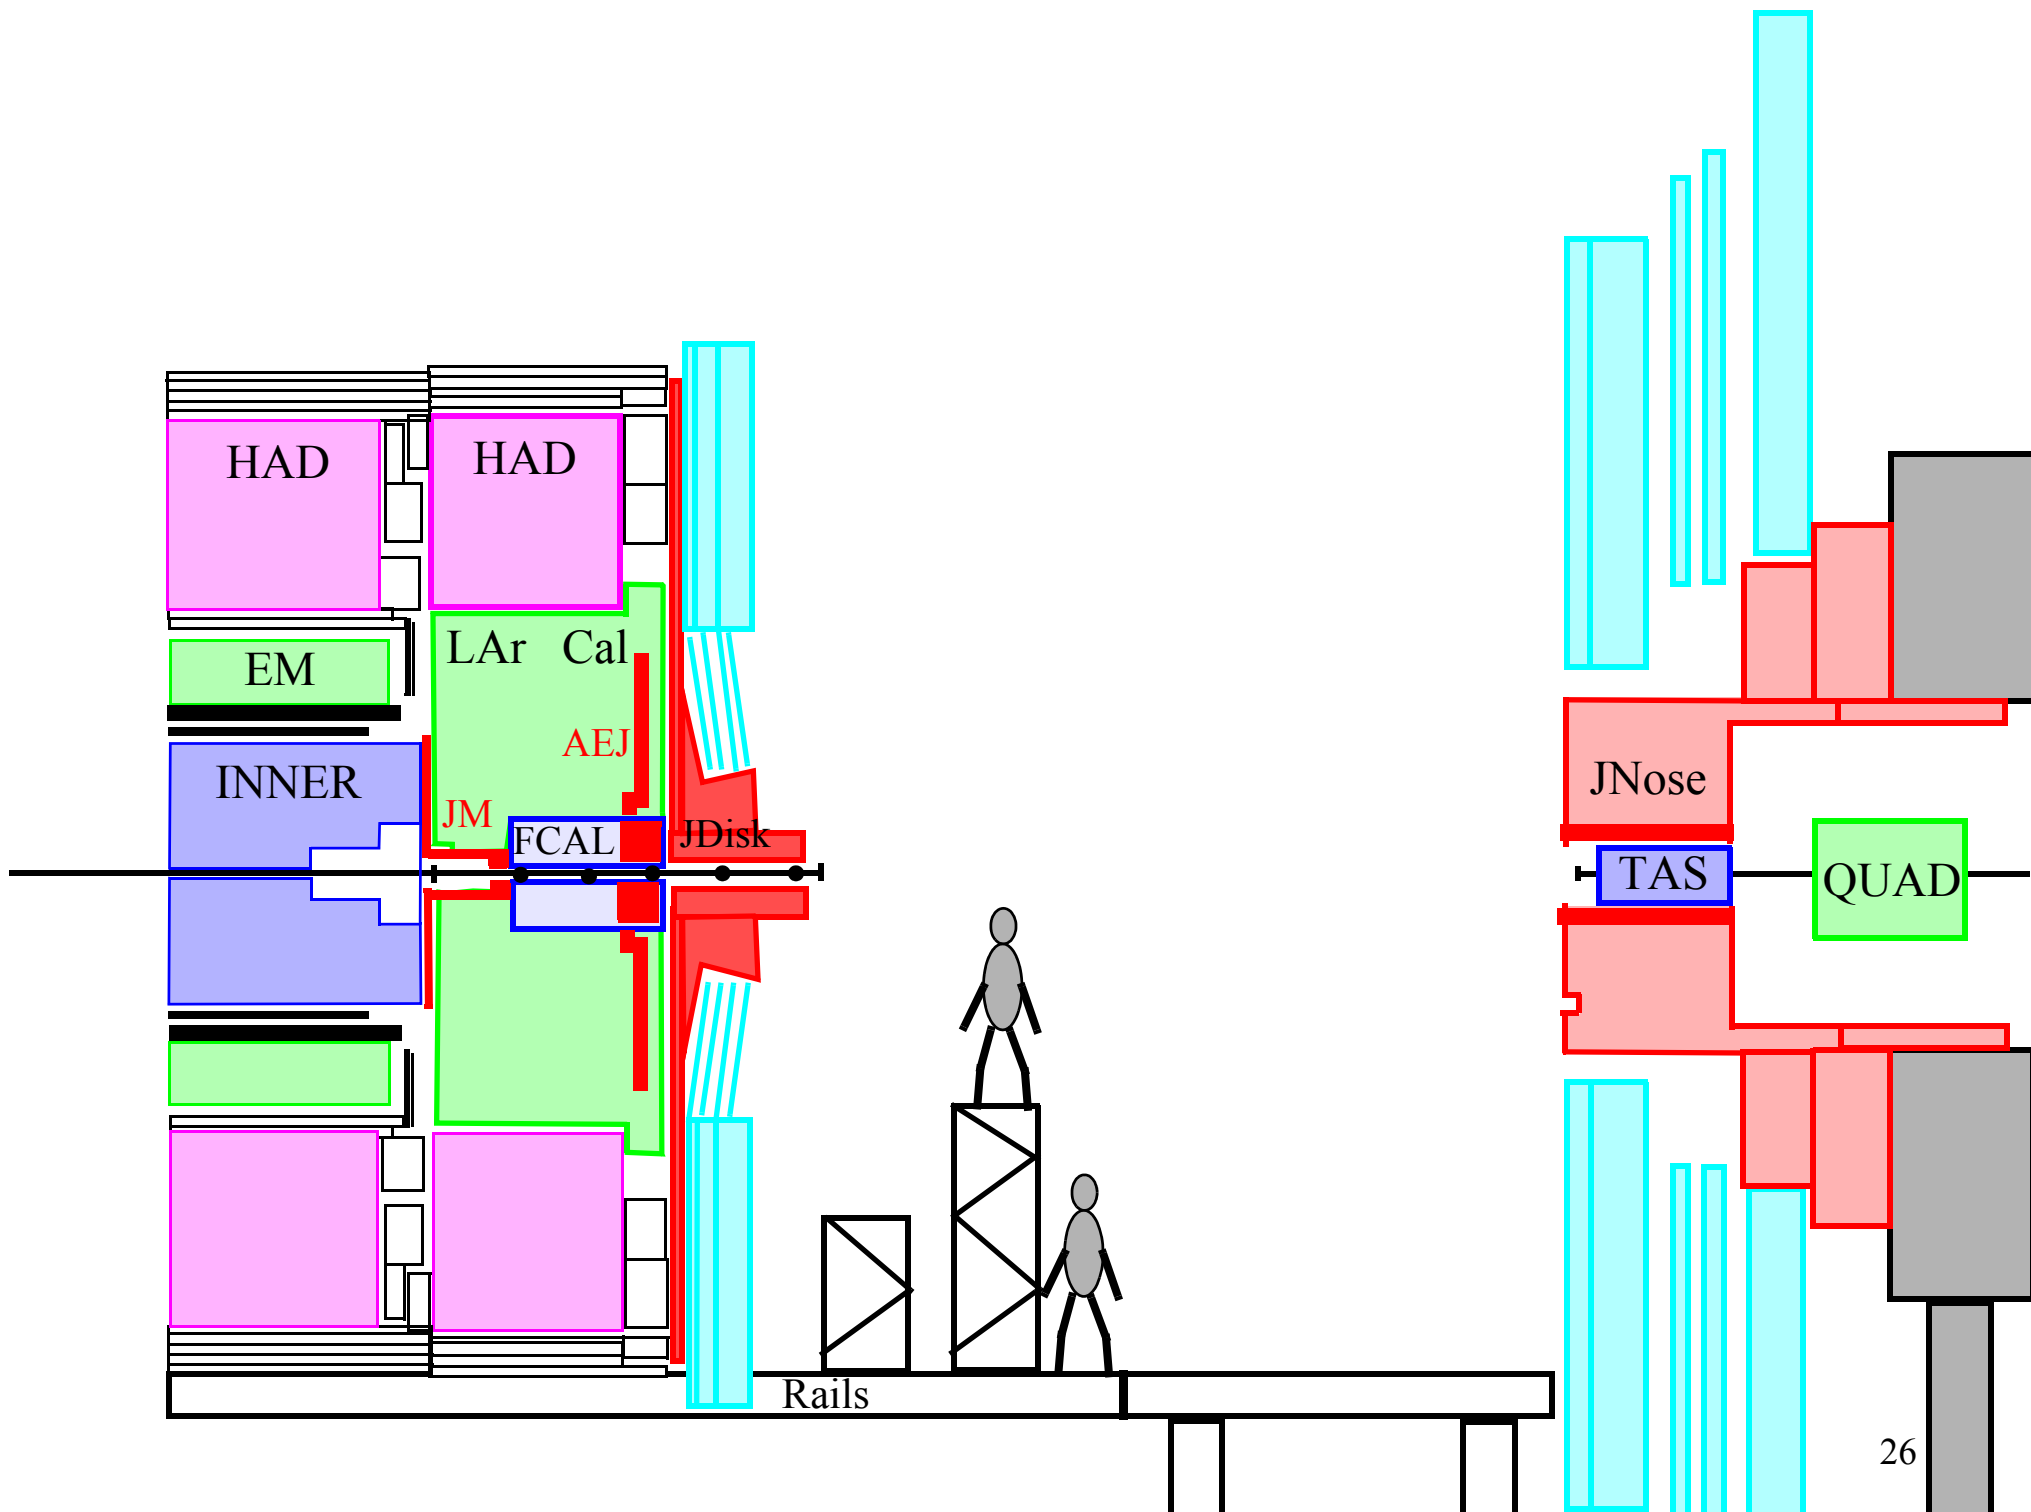 HAD
HAD
LAr Cal
EM
AEJ
INNER
JM
FCAL
JDisk
JNose
TAS
QUAD
Rails
26